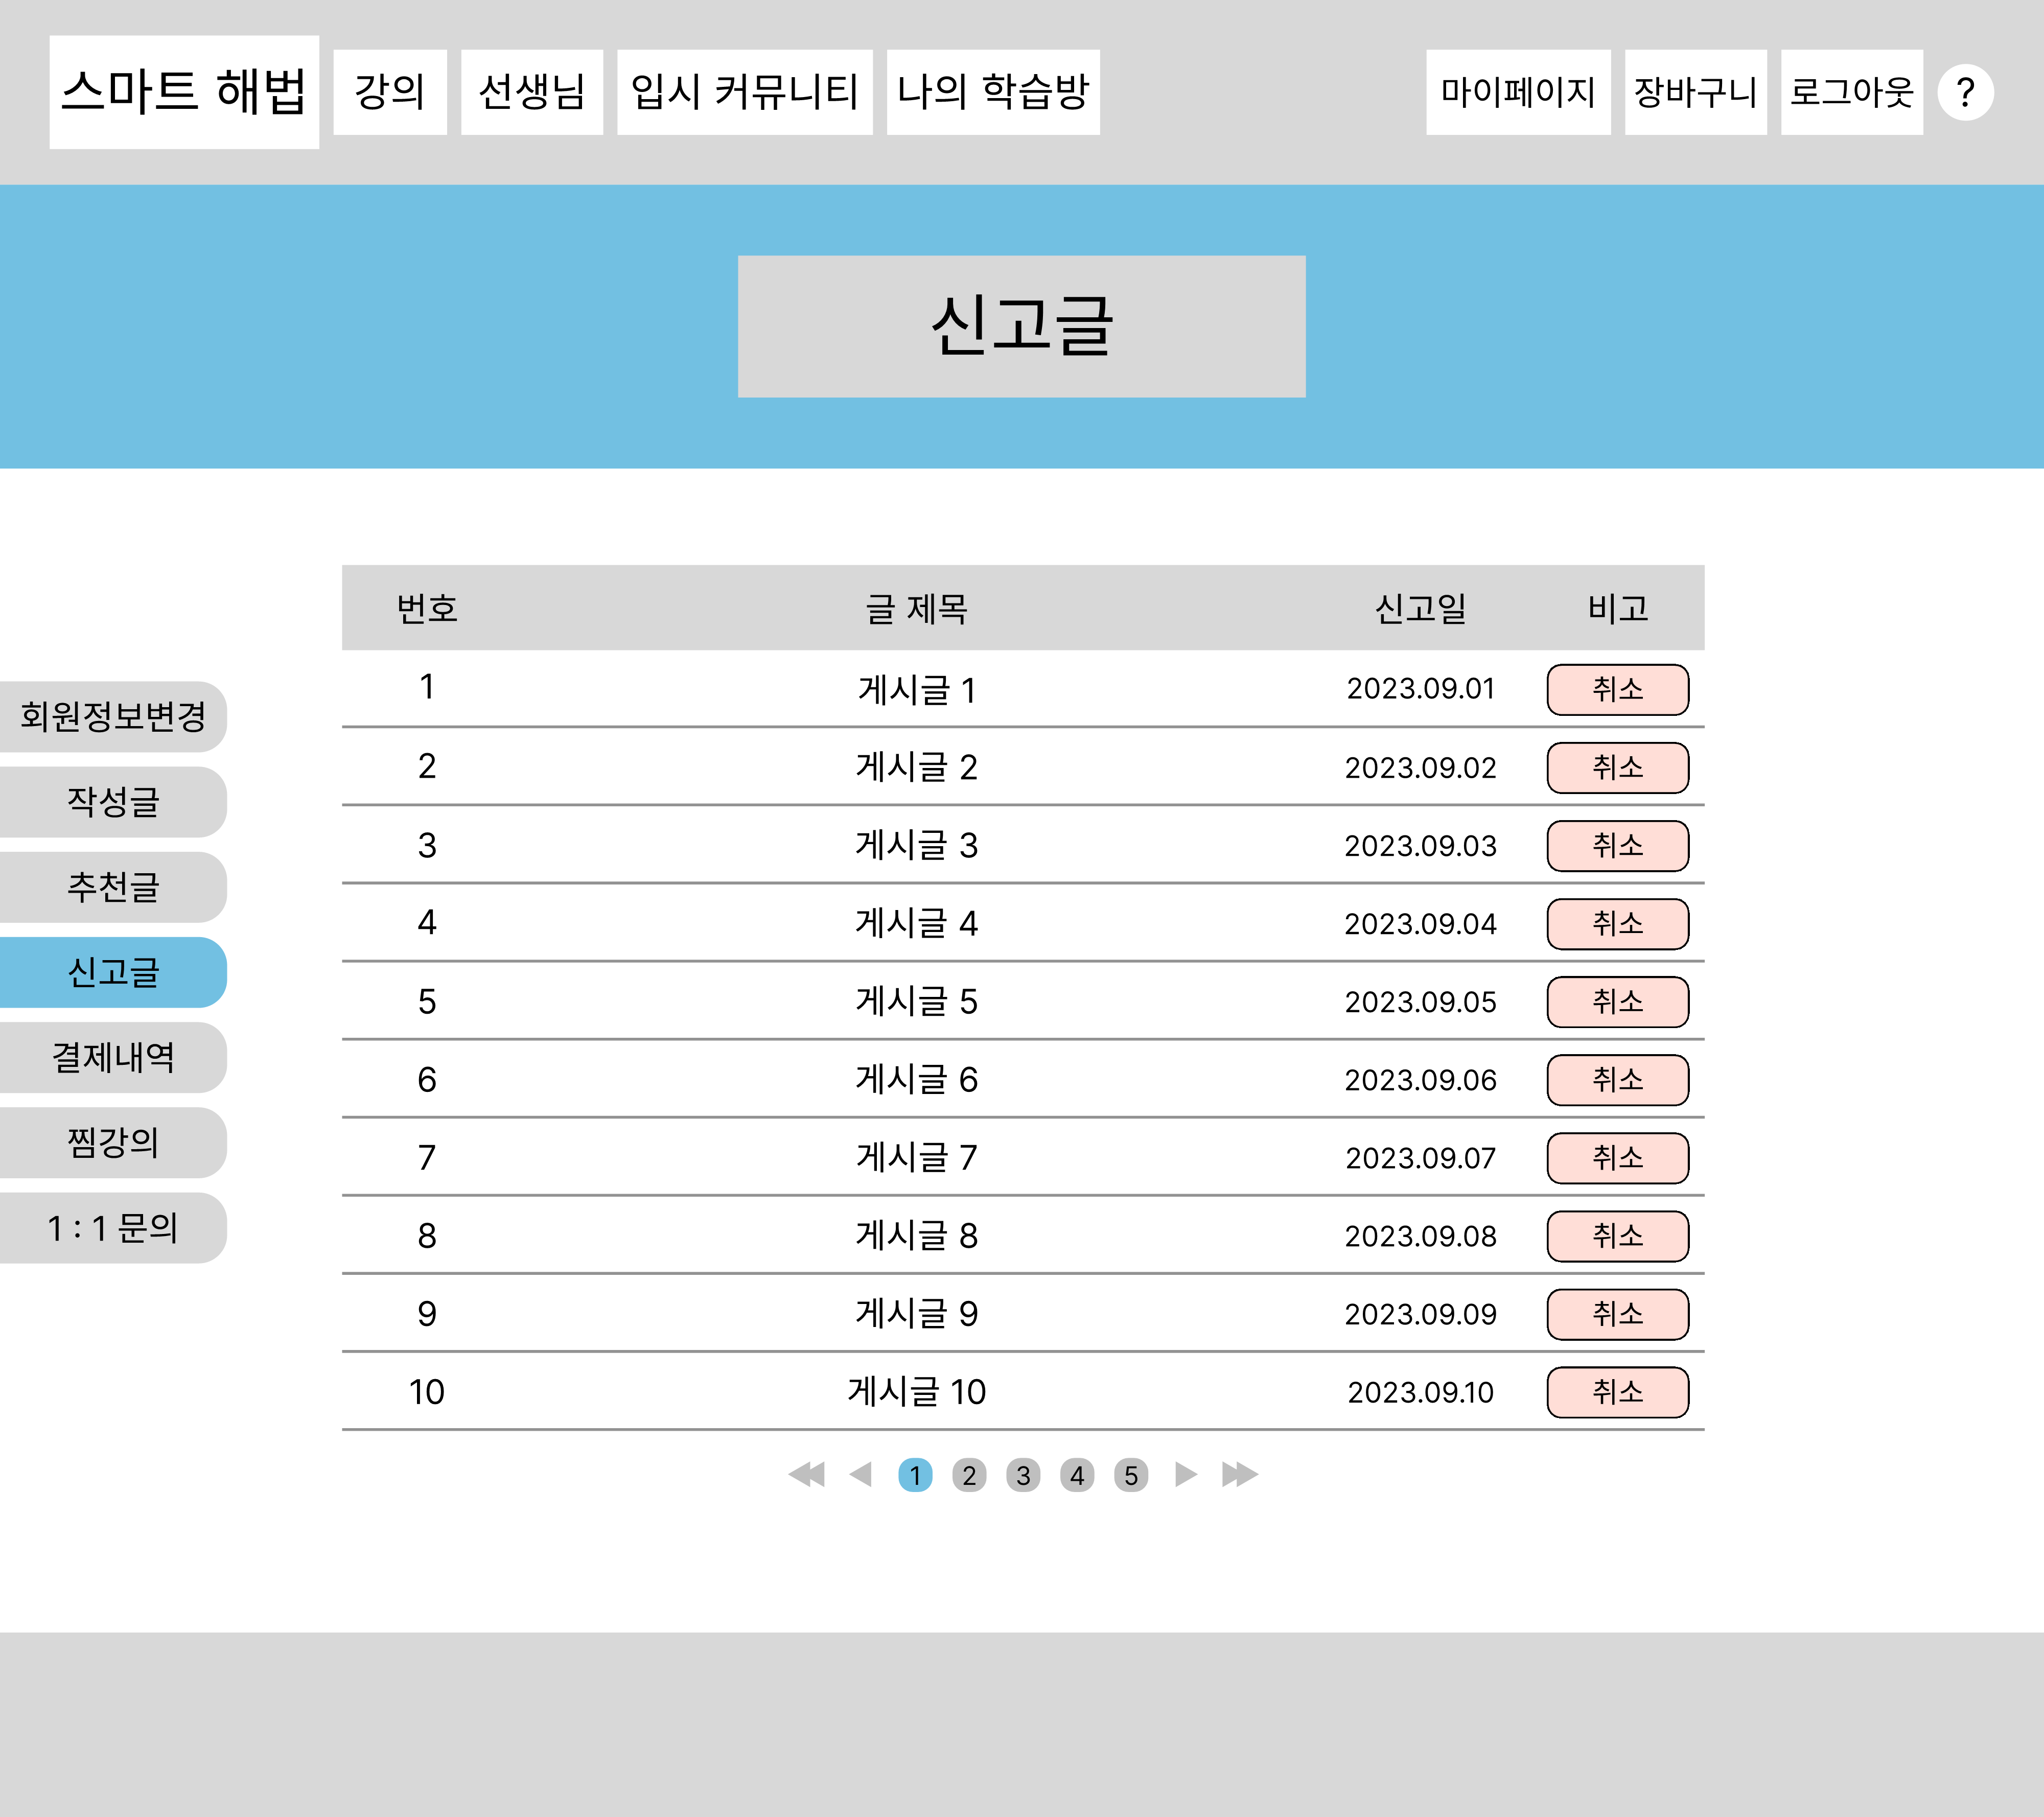 스마트 해법 강의 선생님 입시 커뮤니티 나의 학습방 마이페이지 장바구니 로그아웃 ?
신고글
회원정보변경
작성글
추천글
신고글
결제내역
찜강의
1 : 1 문의
번호 글 제목 신고일 비고
1 게시글 1 2023.09.01 취소
2 게시글 2 2023.09.02 취소
3 게시글 3 2023.09.03 취소
4 게시글 4 2023.09.04 취소
5 게시글 5 2023.09.05 취소
6 게시글 6 2023.09.06 취소
7 게시글 7 2023.09.07 취소
8 게시글 8 2023.09.08 취소
9 게시글 9 2023.09.09 취소
10 게시글 10 2023.09.10 취소
1 2 3 4 5